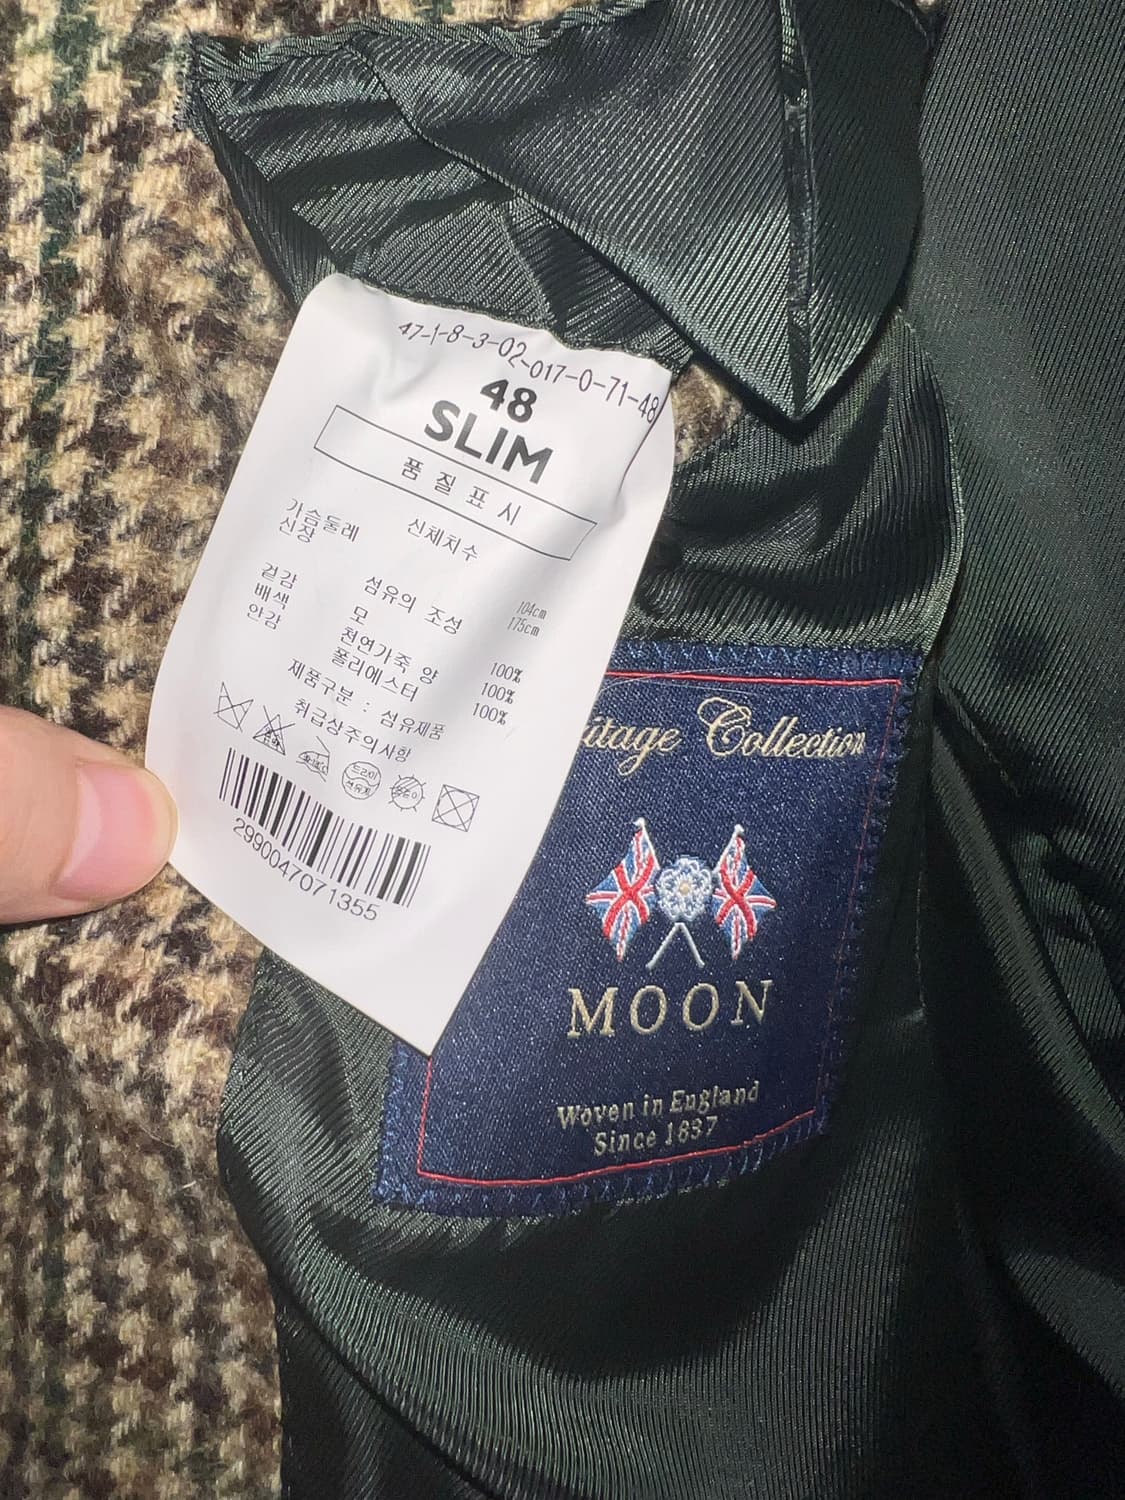 47-1-8-3-02-017-0-71-48
48
SLIM
품 질 표 시
신체치수
가슴둘레 104cm
신장 175cm
섬유의 조성
겉감 모 100%
배색 천연가죽 양 100%
안감 폴리에스터 100%
제품구분 : 섬유제품
취급상주의사항
드라이
2990047071355
Collection
MOON
Woven in England
Since 1837